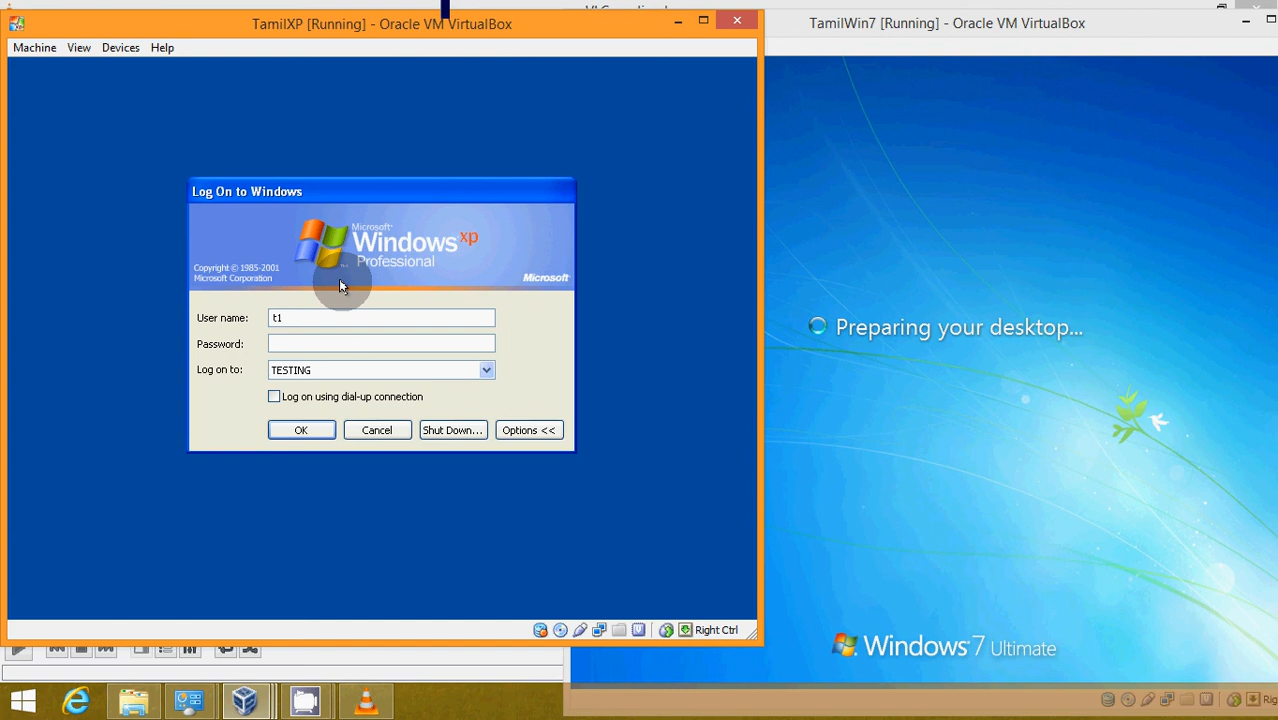 TamilXP [Running] - Oracle VM VirtualBox
Machine View Devices Help
Log On to Windows
Microsoft
Windows xp
Professional
Copyright © 1985-2001
Microsoft Corporation
Microsoft
User name: t1
Password:
Log on to: TESTING
Log on using dial-up connection
OK Cancel Shut Down... Options <<
Right Ctrl
TamilWin7 [Running] - Oracle VM VirtualBox
Preparing your desktop...
Windows 7 Ultimate